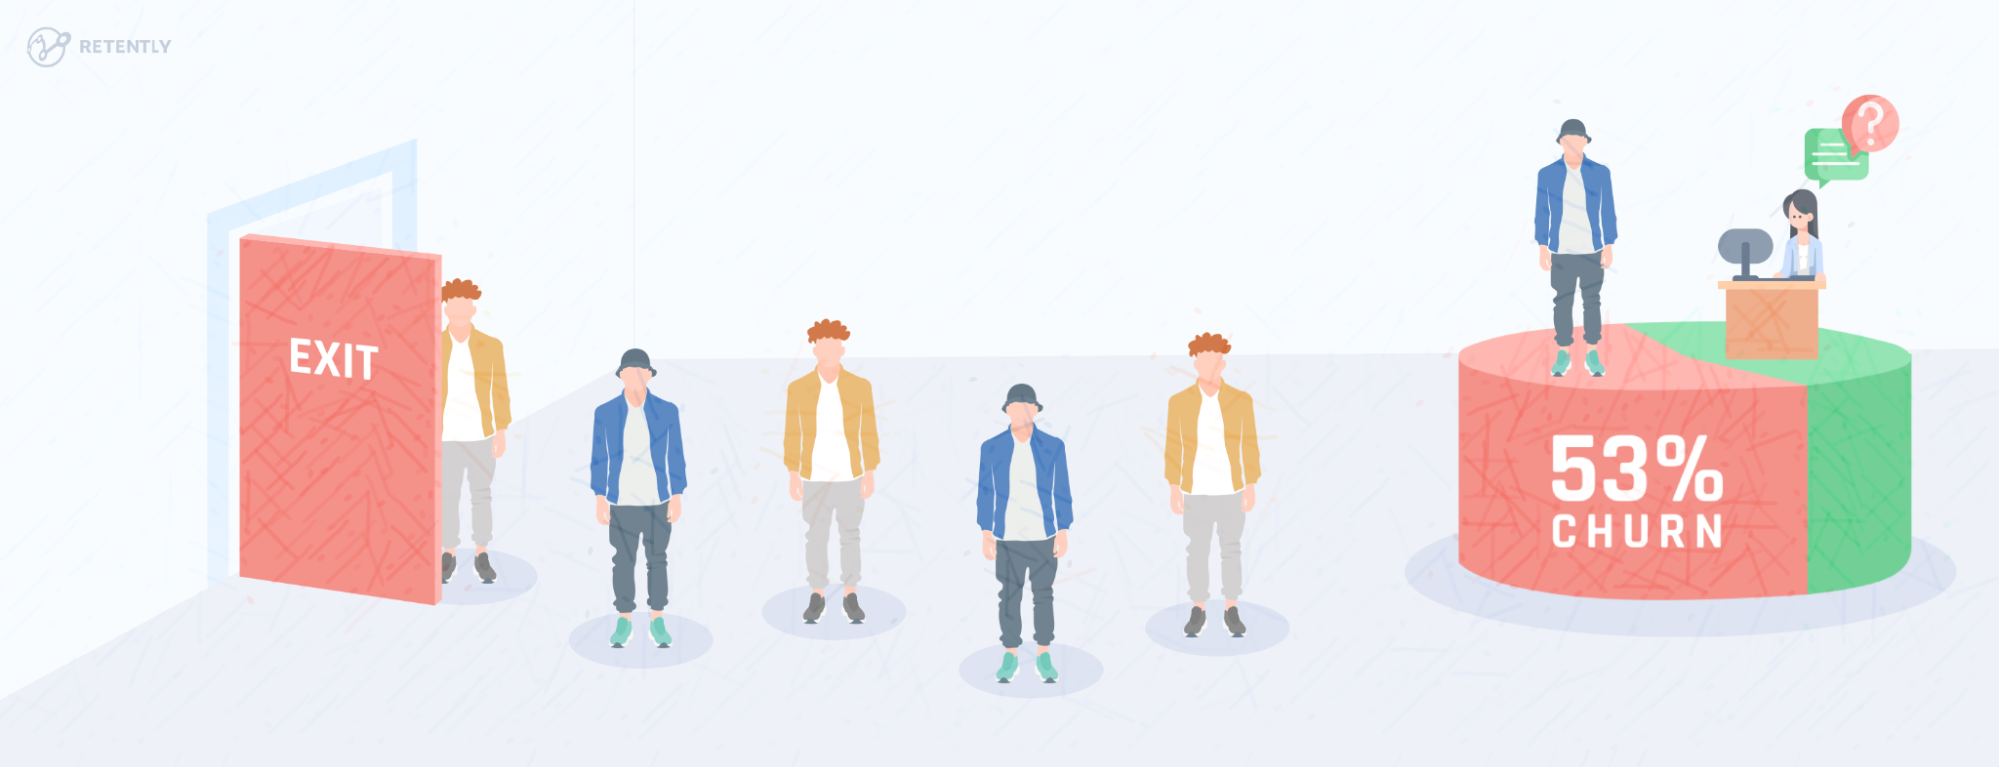 RETENTLY
EXIT
?
53%
CHURN